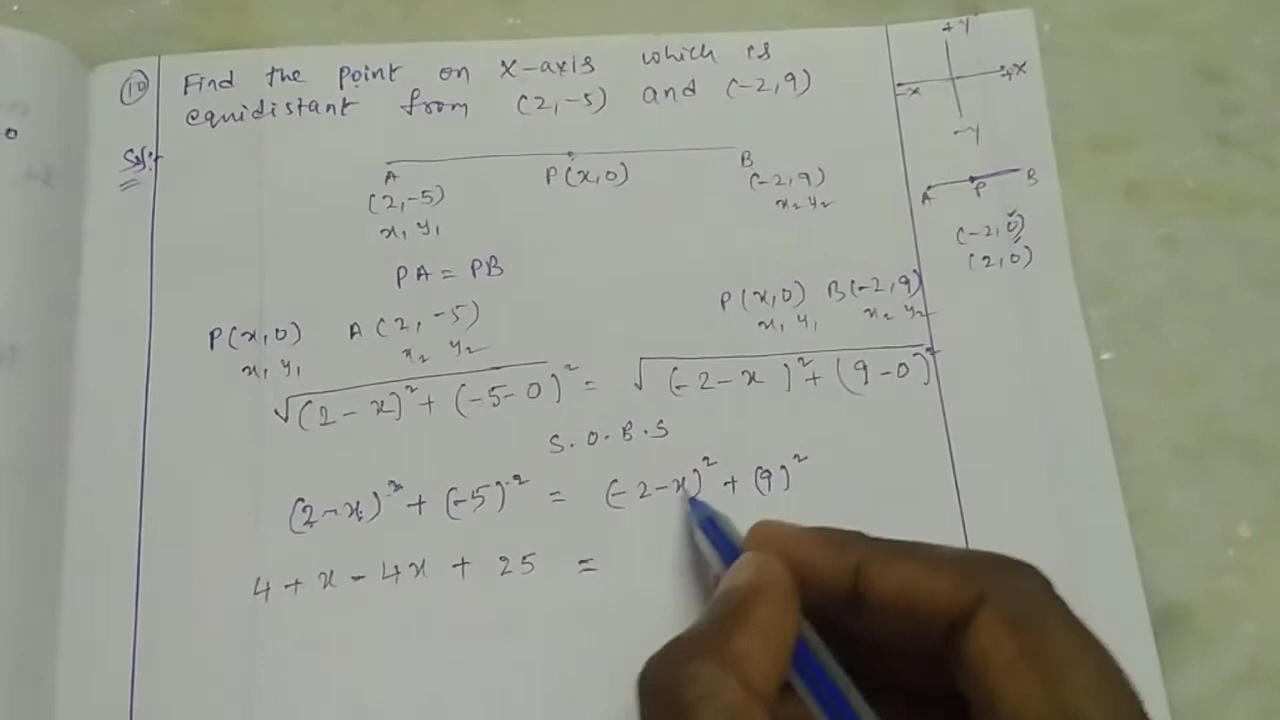 10 Find the point on x-axis which is
equidistant from (2,-5) and (-2,9)
Sol:-
A P(x,0) B
(2,-5) (-2,9)
x₁ y₁ x₂ y₂
PA = PB
P(x,0) A(2,-5) P(x,0) B(-2,9)
x₁ y₁ x₂ y₂ x₁ y₁ x₂ y₂
√(2-x)²+(-5-0)² = √(-2-x)²+(9-0)²
S.O.B.S
(2-x)²+(-5)² = (-2-x)²+(9)²
4+x-4x+25 =
+Y
-x +x
-Y
A P B
(-2,0)
(2,0)
0